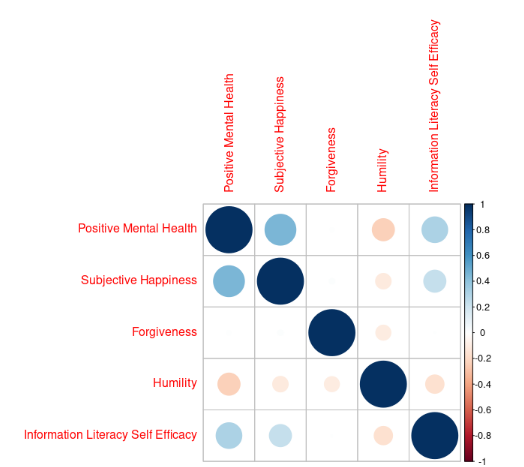 Positive Mental Health
Subjective Happiness
Forgiveness
Humility
Information Literacy Self Efficacy
Positive Mental Health
Subjective Happiness
Forgiveness
Humility
Information Literacy Self Efficacy
1
0.8
0.6
0.4
0.2
0
-0.2
-0.4
-0.6
-0.8
-1